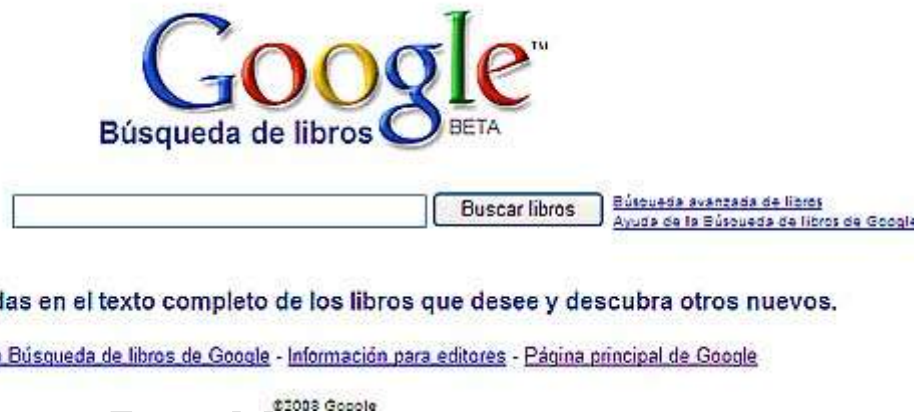 Google™
Búsqueda de libros BETA
Buscar libros
Búsqueda avanzada de libros
Ayuda de la Búsqueda de libros de Google
das en el texto completo de los libros que desee y descubra otros nuevos.
Búsqueda de libros de Google - Información para editores - Página principal de Google
©2008 Google